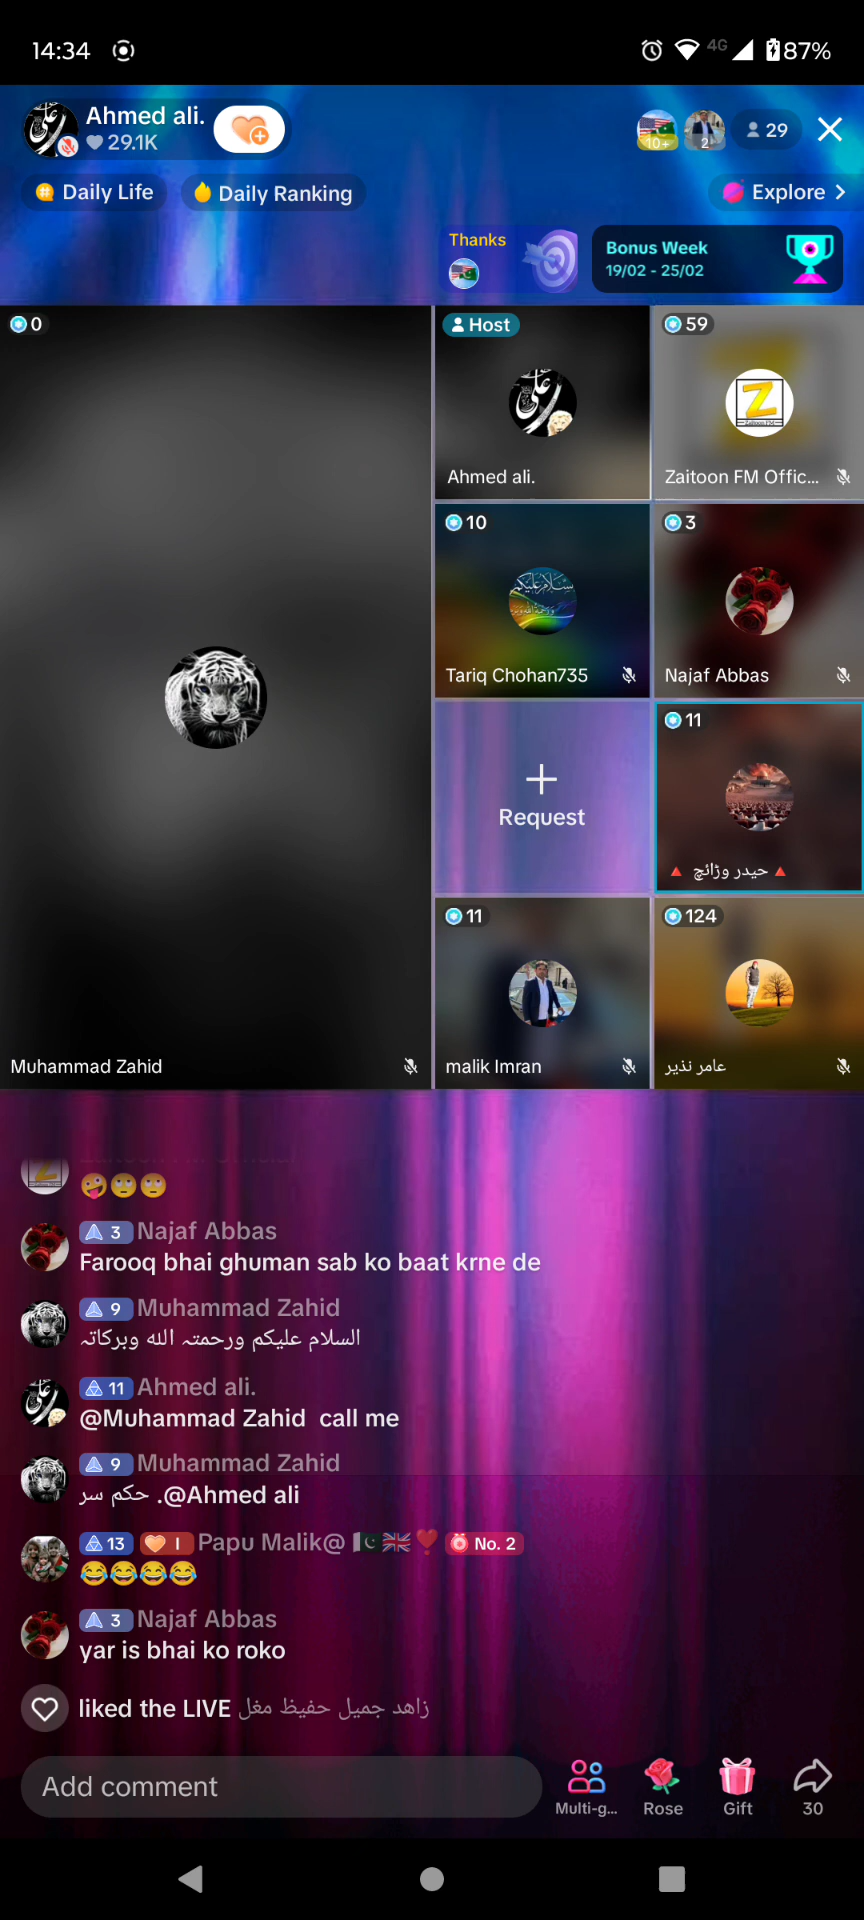 14:34
4G
87%
Ahmed ali.
29.1K
10+
2
29
Daily Life
Daily Ranking
Explore
Thanks
Bonus Week
19/02 - 25/02
0
Muhammad Zahid
Host
Ahmed ali.
59
Z
Zaitoon FM
Zaitoon FM Offic...
10
Tariq Chohan735
3
Najaf Abbas
Request
11
🔺 حیدر وڑائچ 🔺
11
malik Imran
124
عامر نذیر
🤪🙄🙄
3 Najaf Abbas
Farooq bhai ghuman sab ko baat krne de
9 Muhammad Zahid
السلام علیکم ورحمتہ اللہ وبرکاتہ
11 Ahmed ali.
@Muhammad Zahid call me
9 Muhammad Zahid
حکم سر .@Ahmed ali
13 I Papu Malik@ 🇵🇰🇬🇧❣️ No. 2
😂😂😂😂
3 Najaf Abbas
yar is bhai ko roko
liked the LIVE زاهد جمیل حفیظ مغل
Add comment
Multi-g...
Rose
Gift
30